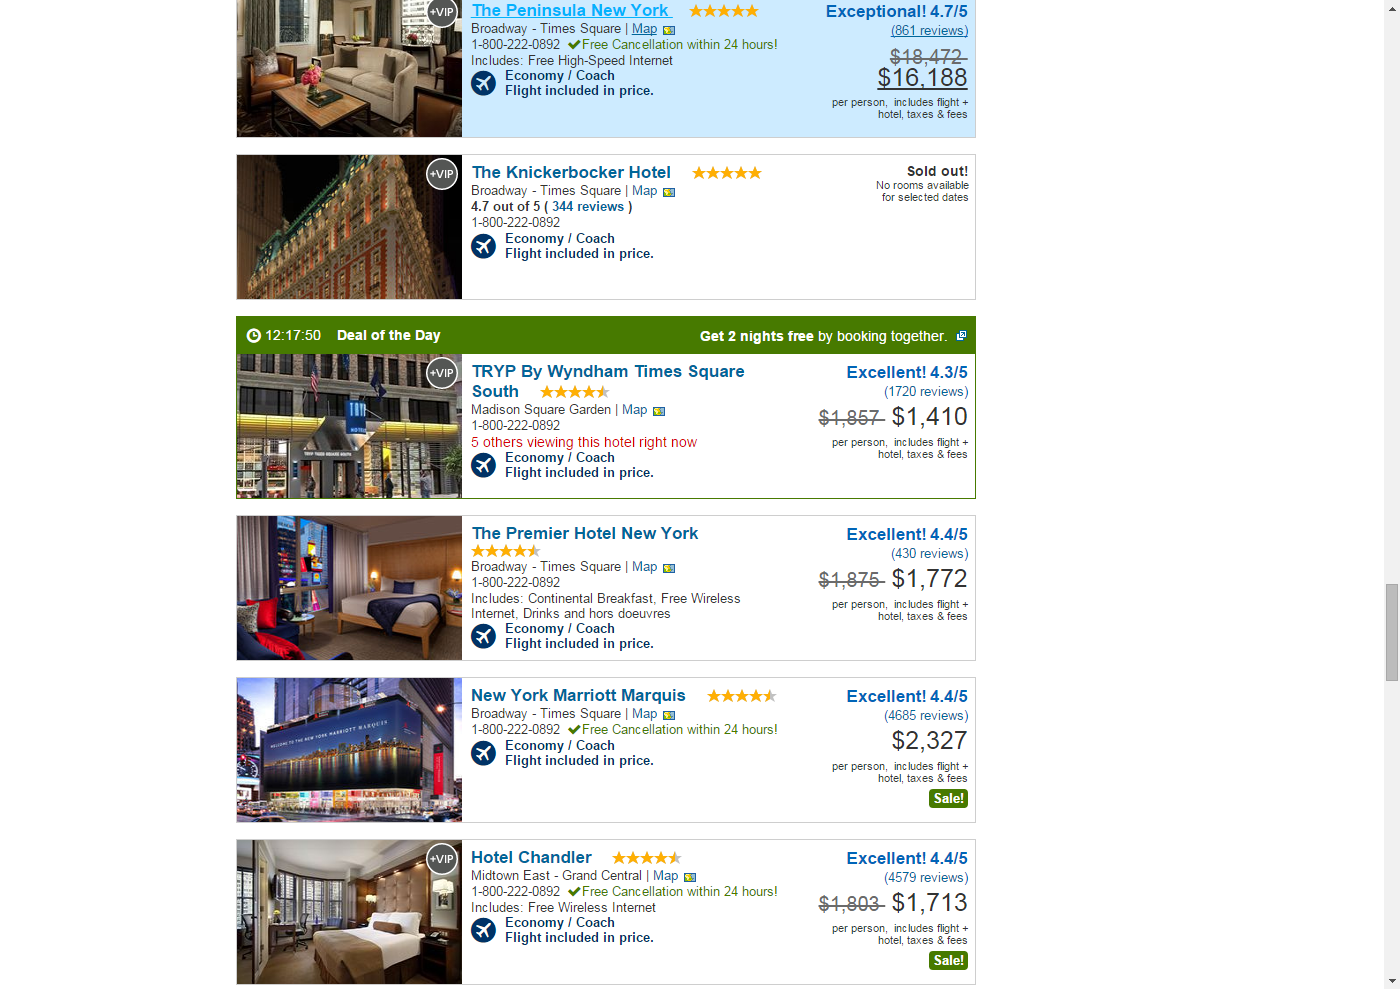 +VIP
The Peninsula New York
Exceptional! 4.7/5
Broadway - Times Square | Map
(861 reviews)
1-800-222-0892 Free Cancellation within 24 hours!
$18,472
Includes: Free High-Speed Internet
$16,188
Economy / Coach
Flight included in price.
per person, includes flight +
hotel, taxes & fees
+VIP
The Knickerbocker Hotel
Sold out!
Broadway - Times Square | Map
No rooms available
for selected dates
4.7 out of 5 ( 344 reviews )
1-800-222-0892
Economy / Coach
Flight included in price.
12:17:50 Deal of the Day
Get 2 nights free by booking together.
+VIP
TRYP By Wyndham Times Square
South
Excellent! 4.3/5
(1720 reviews)
Madison Square Garden | Map
$1,857 $1,410
1-800-222-0892
5 others viewing this hotel right now
per person, includes flight +
hotel, taxes & fees
Economy / Coach
Flight included in price.
TRYP TIMES SQUARE SOUTH
The Premier Hotel New York
Excellent! 4.4/5
(430 reviews)
Broadway - Times Square | Map
$1,875 $1,772
1-800-222-0892
Includes: Continental Breakfast, Free Wireless
Internet, Drinks and hors doeuvres
per person, includes flight +
hotel, taxes & fees
Economy / Coach
Flight included in price.
New York Marriott Marquis
Excellent! 4.4/5
Broadway - Times Square | Map
(4685 reviews)
1-800-222-0892 Free Cancellation within 24 hours!
$2,327
Economy / Coach
Flight included in price.
per person, includes flight +
hotel, taxes & fees
Sale!
WELCOME TO THE NEW YORK MARRIOTT MARQUIS
+VIP
Hotel Chandler
Excellent! 4.4/5
Midtown East - Grand Central | Map
(4579 reviews)
1-800-222-0892 Free Cancellation within 24 hours!
$1,803 $1,713
Includes: Free Wireless Internet
Economy / Coach
Flight included in price.
per person, includes flight +
hotel, taxes & fees
Sale!